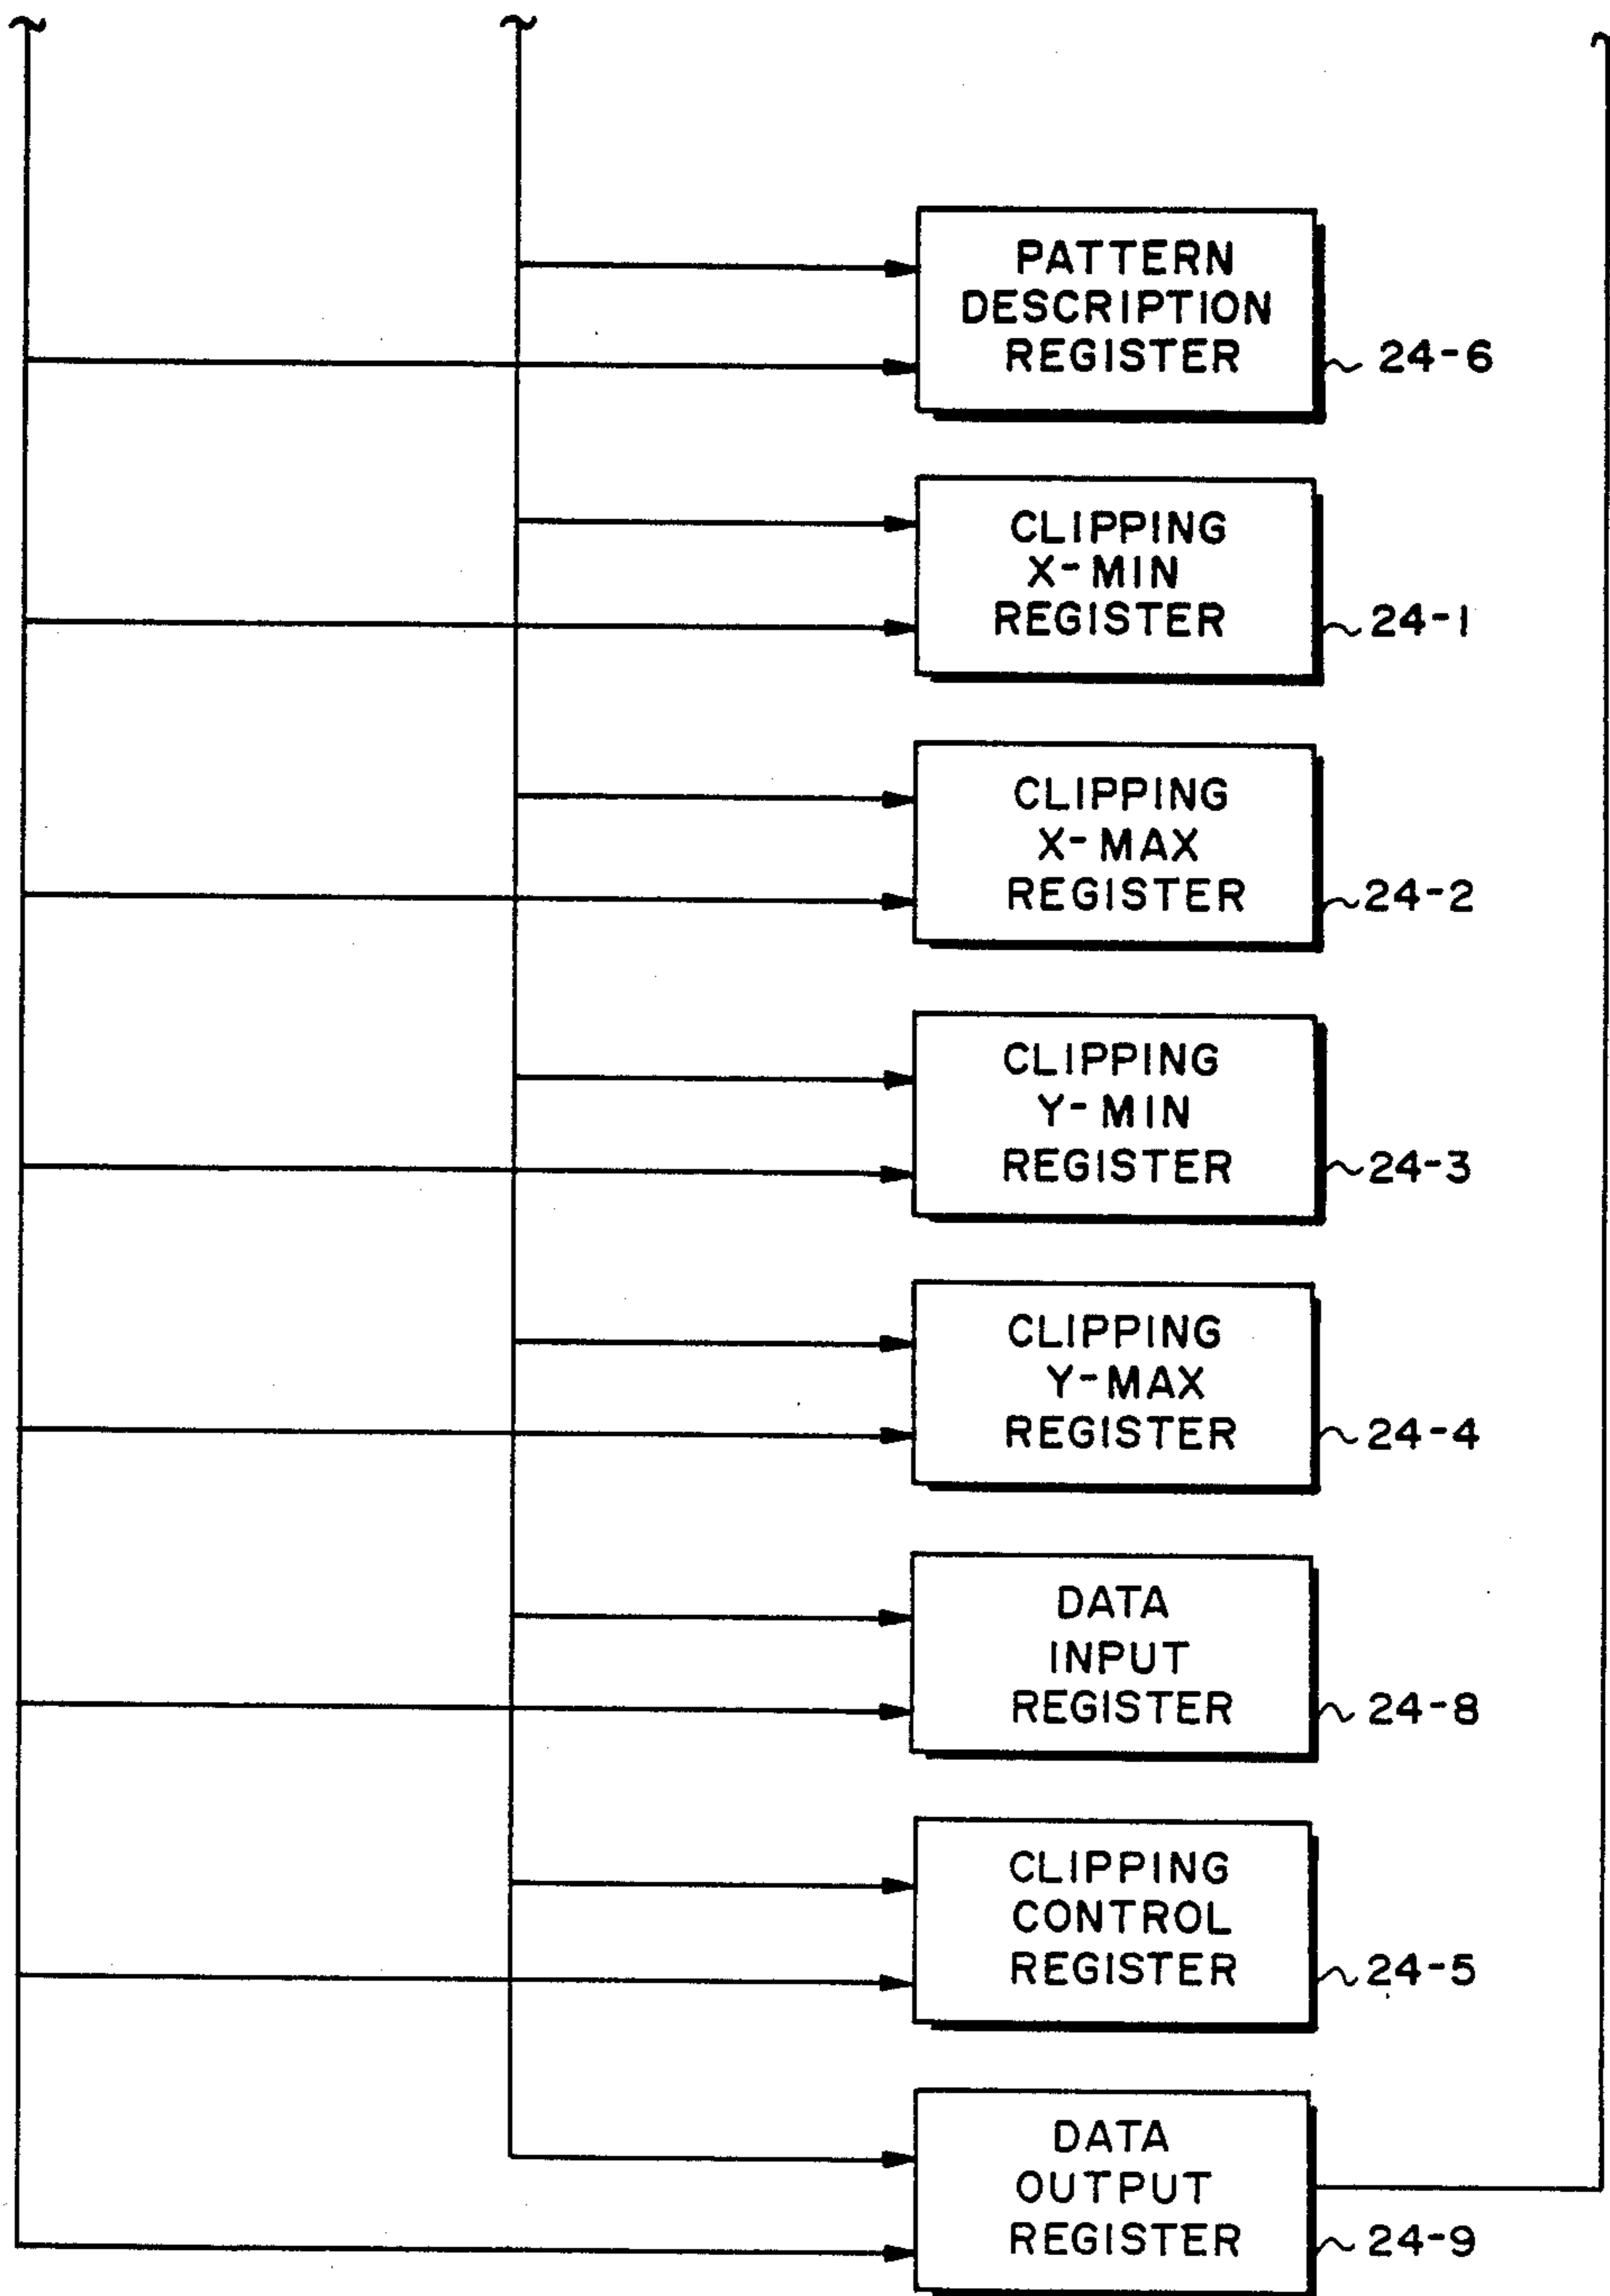 PATTERN
DESCRIPTION
REGISTER
24-6
CLIPPING
X-MIN
REGISTER
24-1
CLIPPING
X-MAX
REGISTER
24-2
CLIPPING
Y-MIN
REGISTER
24-3
CLIPPING
Y-MAX
REGISTER
24-4
DATA
INPUT
REGISTER
24-8
CLIPPING
CONTROL
REGISTER
24-5
DATA
OUTPUT
REGISTER
24-9